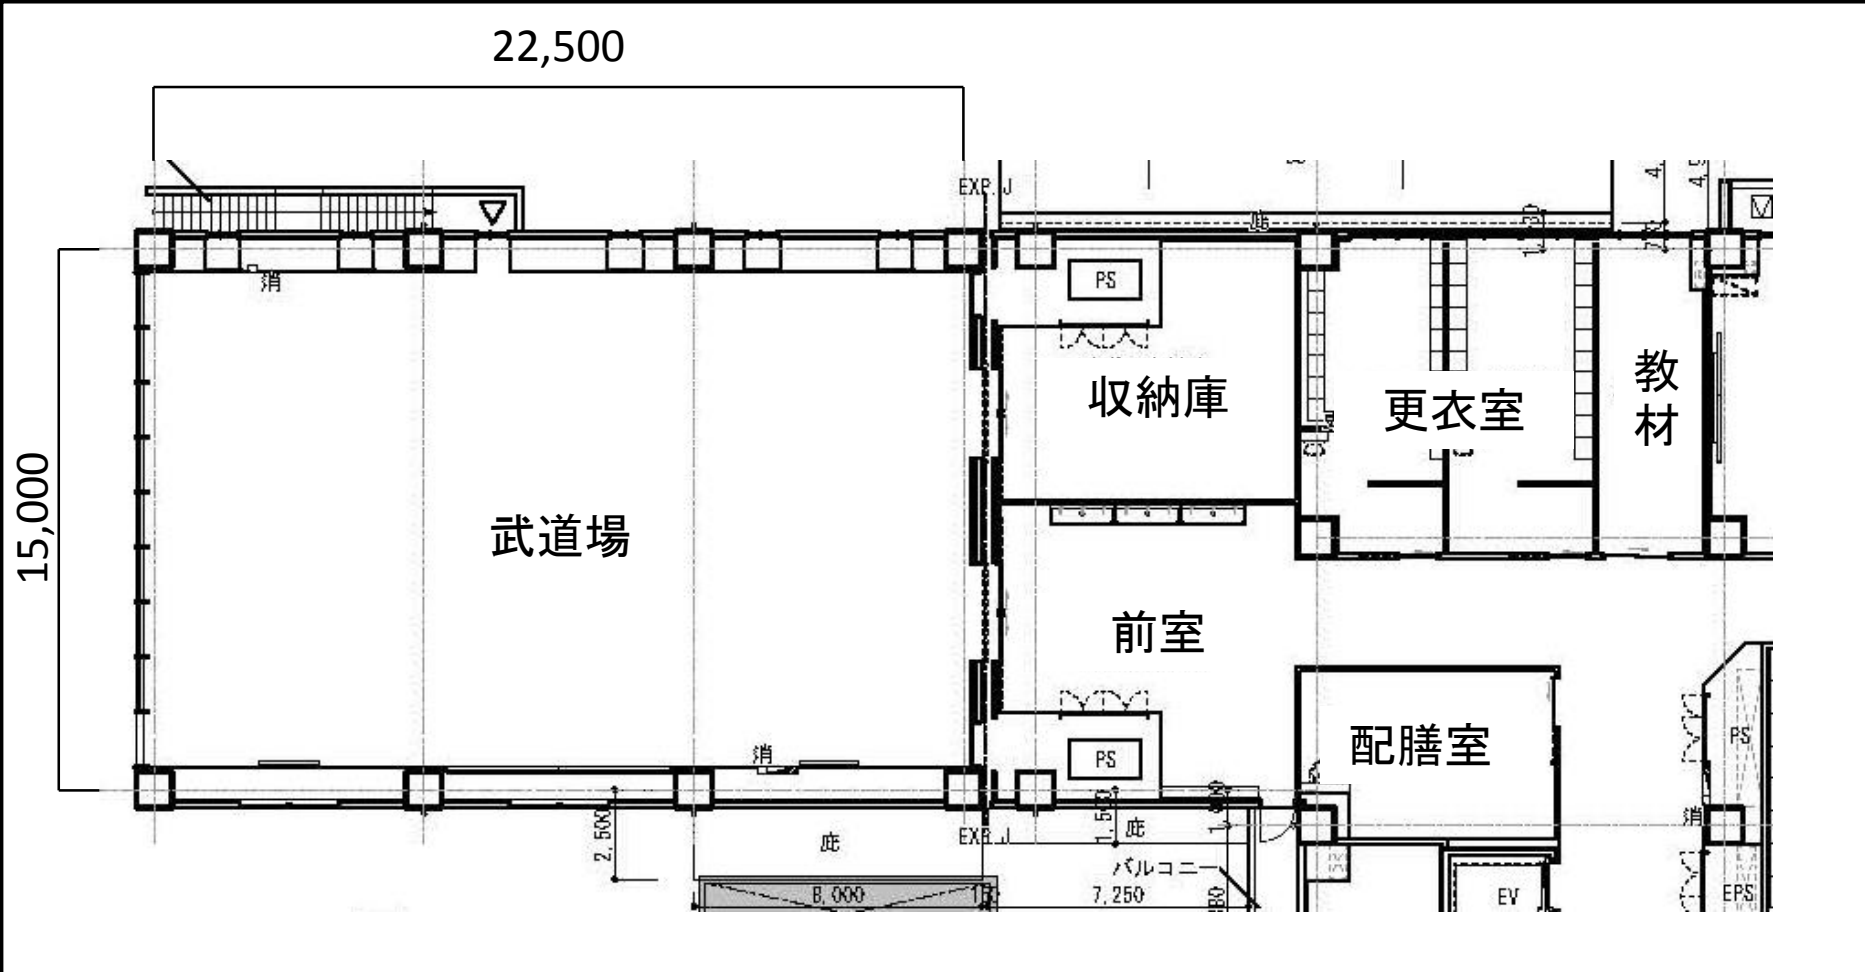 22,500
EXP.J
庇
消
PS
収納庫
更衣室
教材
15,000
武道場
前室
配膳室
消
PS
PS
消
2,500
庇
EXP.J
1,500
庇
バルコニー
8,000
7,250
EV
EPS